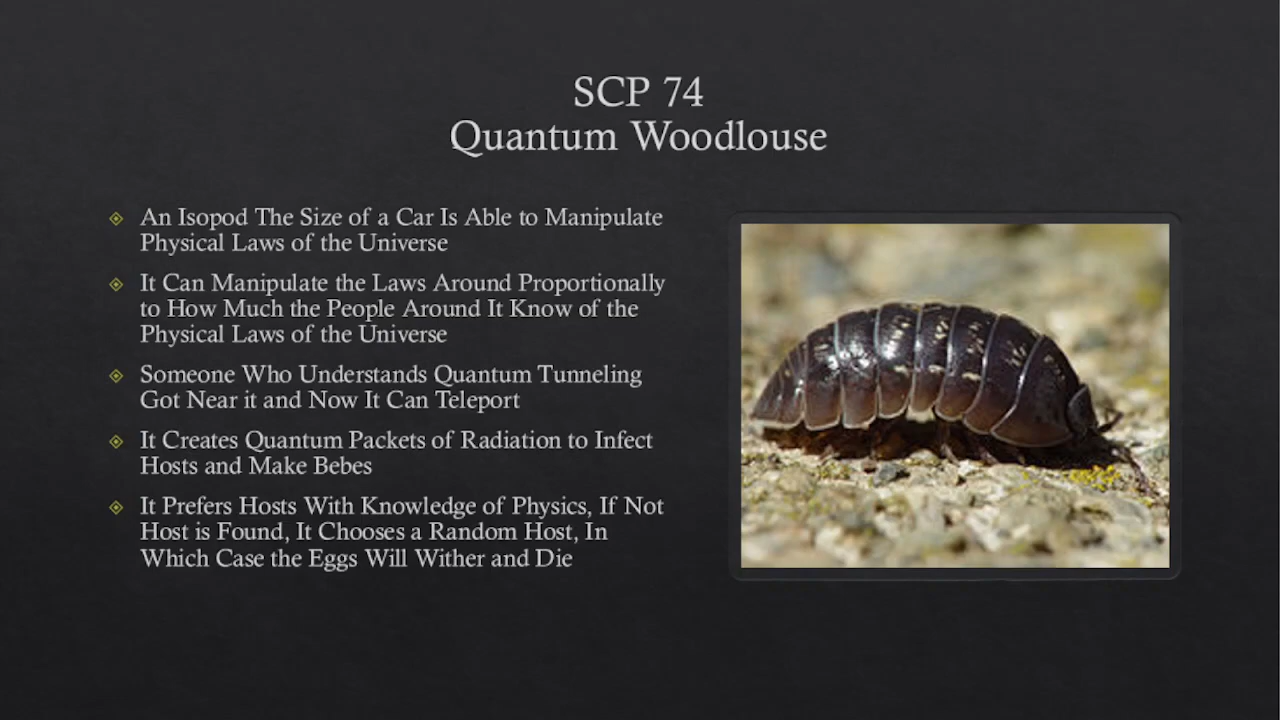 SCP 74
Quantum Woodlouse
An Isopod The Size of a Car Is Able to Manipulate
Physical Laws of the Universe
It Can Manipulate the Laws Around Proportionally
to How Much the People Around It Know of the
Physical Laws of the Universe
Someone Who Understands Quantum Tunneling
Got Near it and Now It Can Teleport
It Creates Quantum Packets of Radiation to Infect
Hosts and Make Bebes
It Prefers Hosts With Knowledge of Physics, If Not
Host is Found, It Chooses a Random Host, In
Which Case the Eggs Will Wither and Die